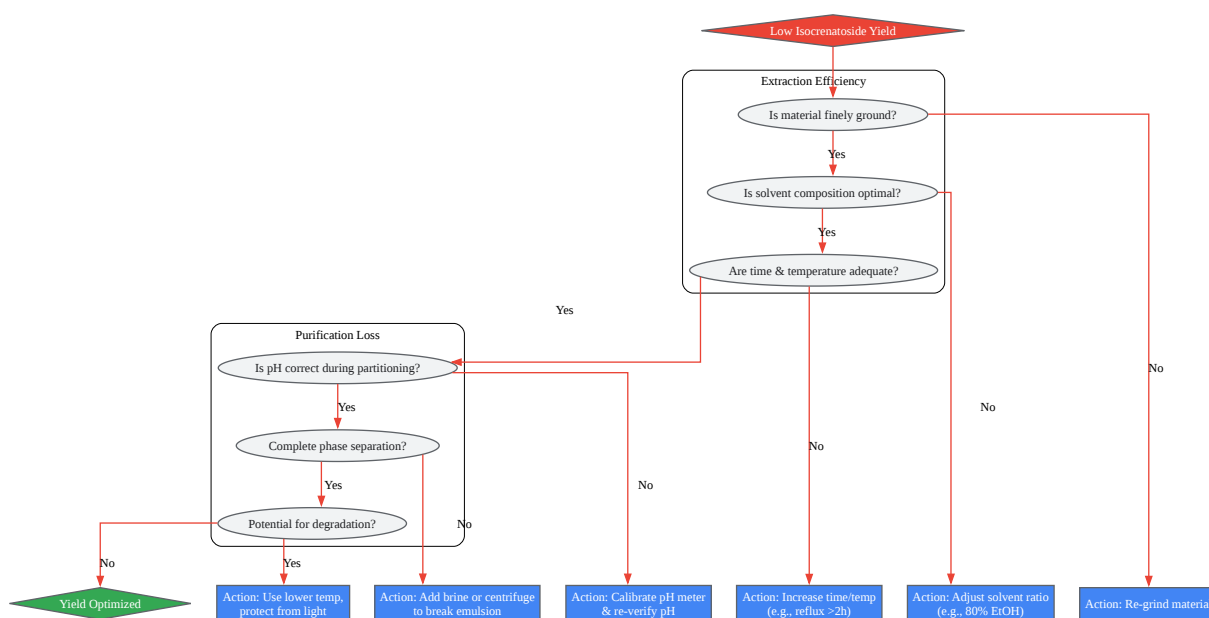 Low Isocrenatoside Yield
Extraction Efficiency
Is material finely ground?
Yes
Is solvent composition optimal?
Yes
Are time & temperature adequate?
Yes
Purification Loss
Is pH correct during partitioning?
No
Yes
No
Complete phase separation?
No
Yes
No
Potential for degradation?
No
No
Yes
Yield Optimized
Action: Use lower temp,
protect from light
Action: Add brine or centrifuge
to break emulsion
Action: Calibrate pH meter
& re-verify pH
Action: Increase time/temp
(e.g., reflux >2h)
Action: Adjust solvent ratio
(e.g., 80% EtOH)
Action: Re-grind material